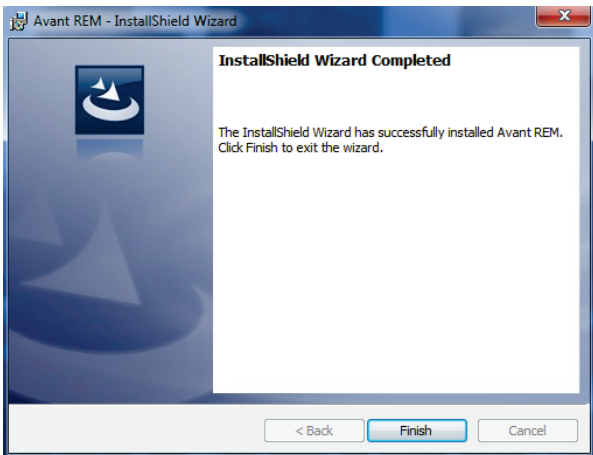 Avant REM - InstallShield Wizard
InstallShield Wizard Completed
The InstallShield Wizard has successfully installed Avant REM.
Click Finish to exit the wizard.
< Back
Finish
Cancel